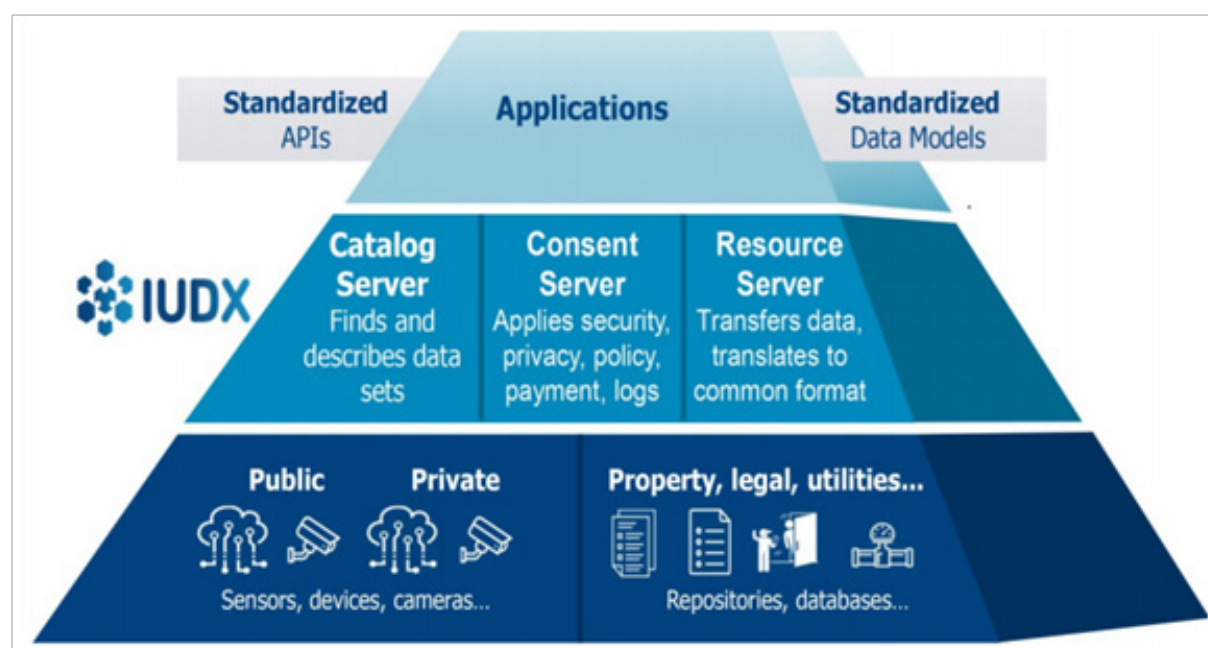 Standardized
APIs
Applications
Standardized
Data Models
IUDX
Catalog
Server
Finds and
describes data
sets
Consent
Server
Applies security,
privacy, policy,
payment, logs
Resource
Server
Transfers data,
translates to
common format
Public
Private
Sensors, devices, cameras...
Property, legal, utilities...
Repositories, databases...